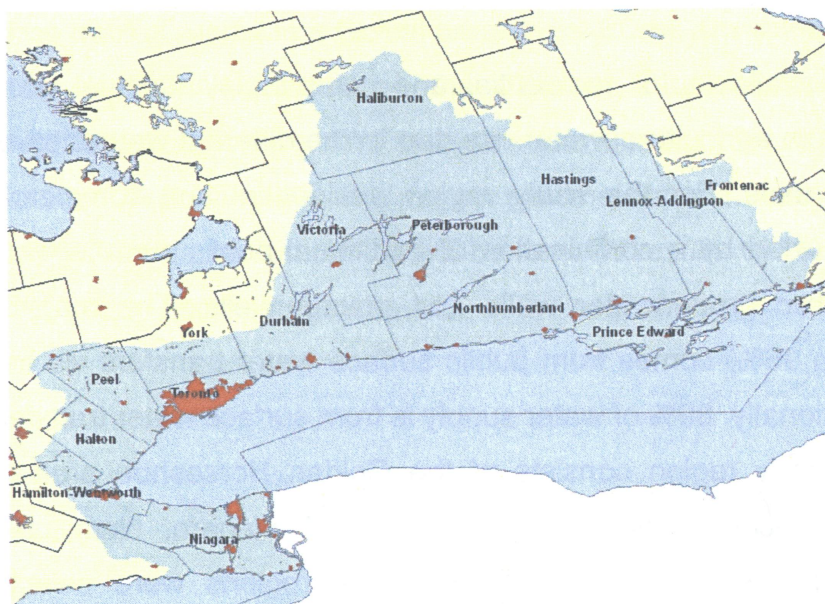 Haliburton
Hastings
Frontenac
Lennox-Addington
Victoria
Peterborough
Durham
Northhumberland
York
Prince Edward
Peel
Toronto
Halton
Hamilton-Wentworth
Niagara